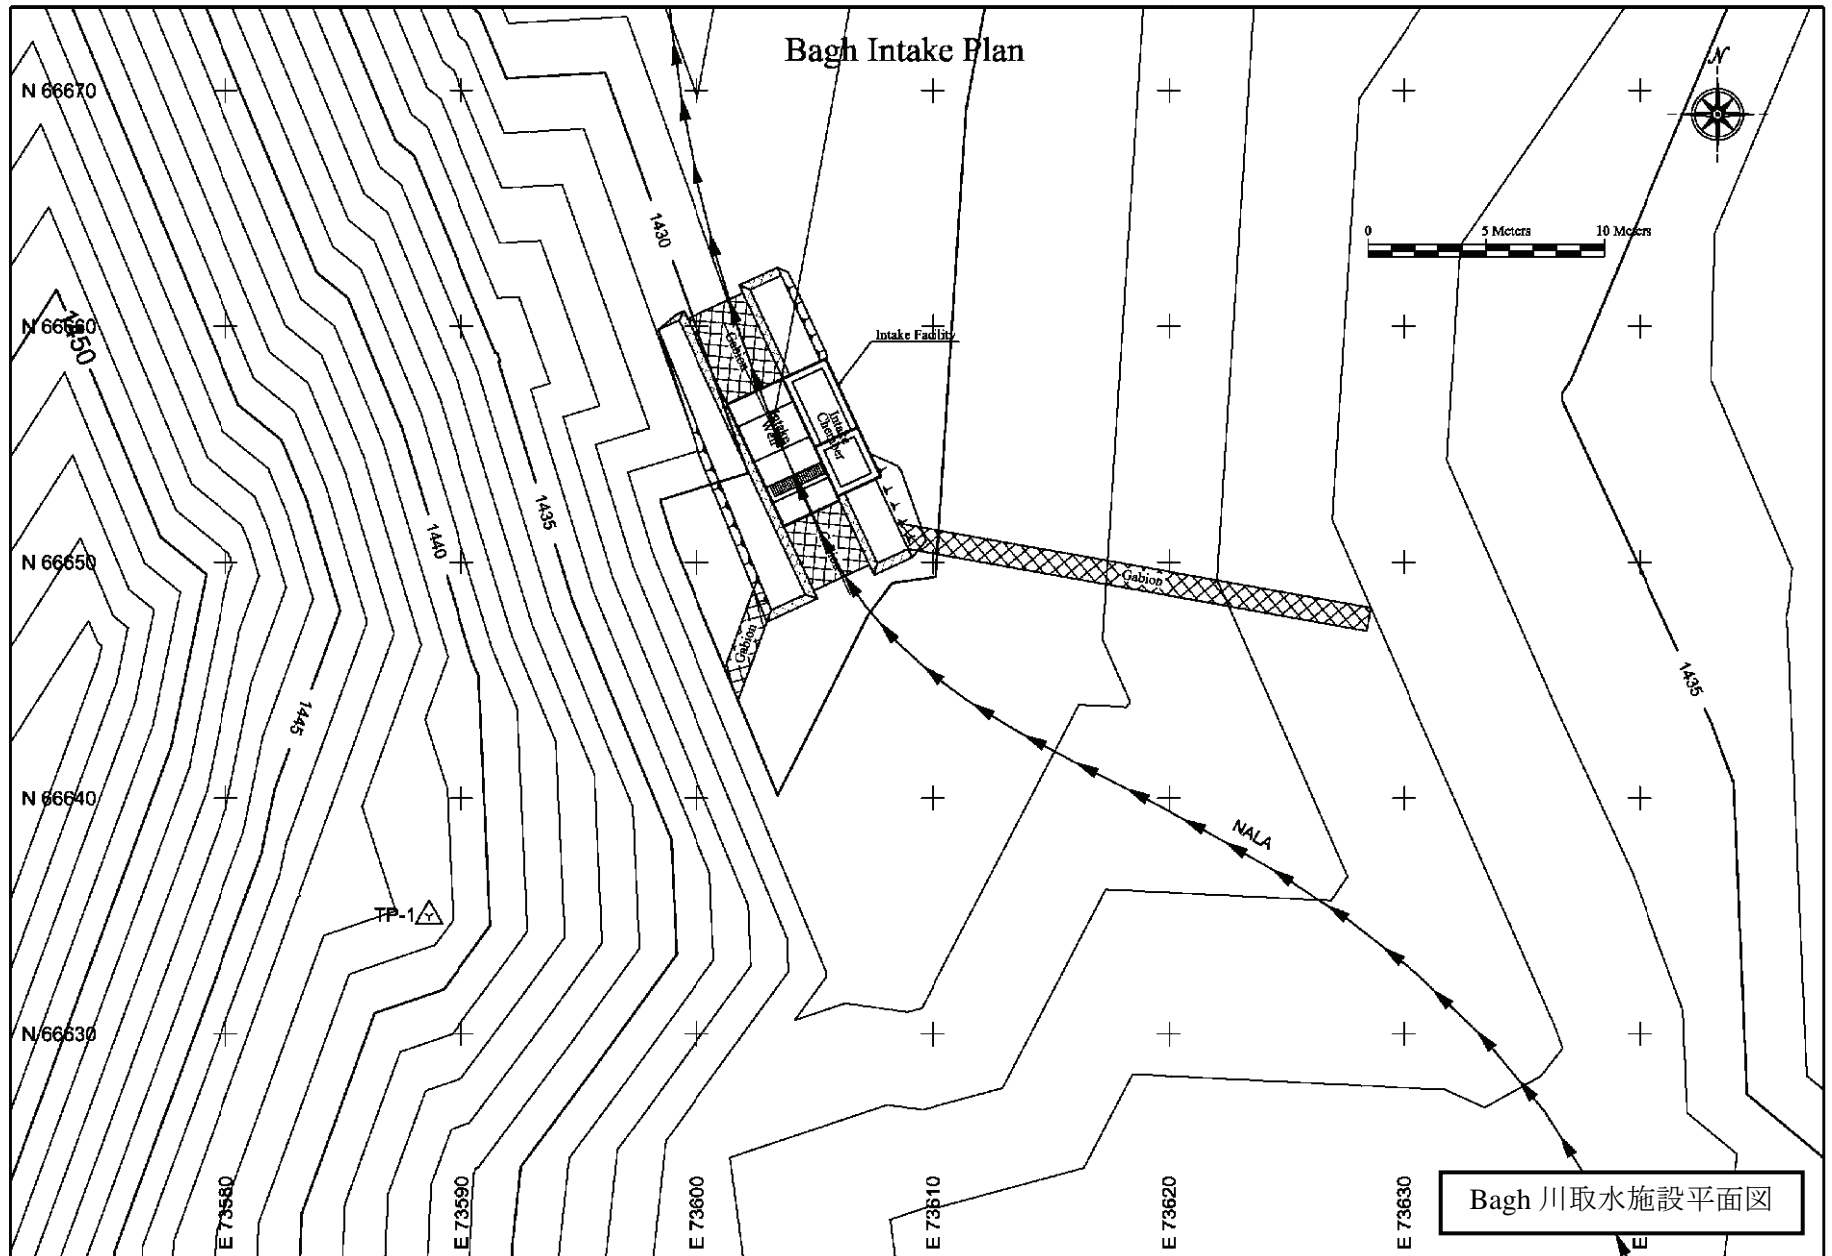 Bagh Intake Plan
N
N 66670
0 5 Meters 10 Meters
1430
N 66660
1450
Intake Facility
Gabion
Intake
Weir
Intake
Chember
1435
1440
N 66650
Gabion
Gabion
1435
1445
N 66640
NALA
TP-1
N 66630
E 73580
E 73590
E 73600
E 73610
E 73620
E 73630
E
Bagh 川取水施設平面図